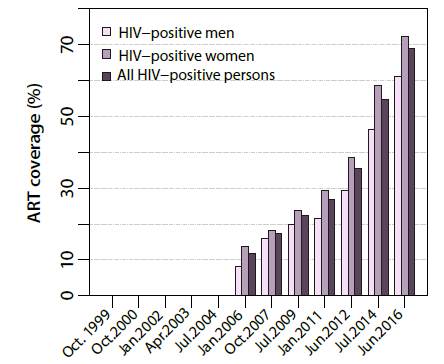 HIV–positive men
HIV–positive women
All HIV–positive persons
ART coverage (%)
70
50
30
10
0
Oct. 1999
Oct.2000
Jan.2002
Apr.2003
Jul.2004
Jan.2006
Oct.2007
Jul.2009
Jan.2011
Jun.2012
Jul.2014
Jun.2016